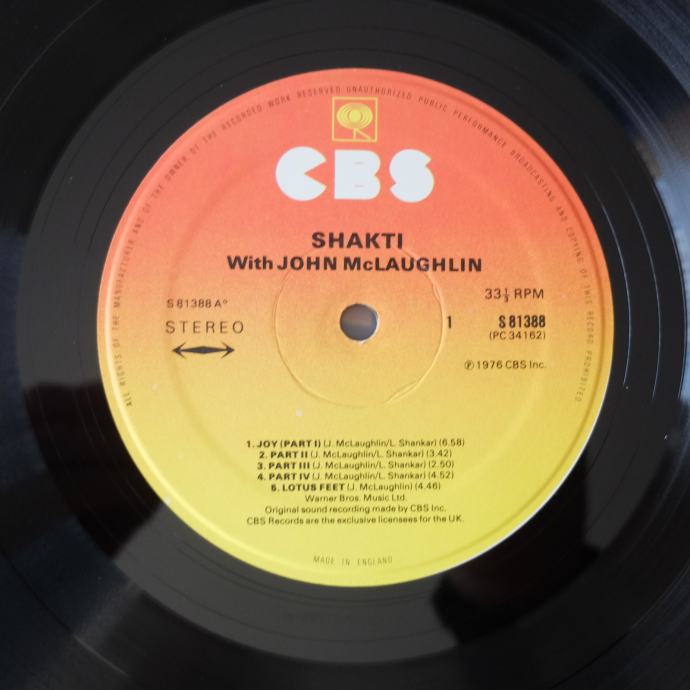 ALL RIGHTS OF THE MANUFACTURER AND OF THE OWNER OF THE RECORDED WORK RESERVED UNAUTHORIZED PUBLIC PERFORMANCE BROADCASTING AND COPYING OF THIS RECORD PROHIBITED
CBS
SHAKTI
With JOHN McLAUGHLIN
33⅓ RPM
S 81388 A°
STEREO
1
S 81388
(PC 34162)
℗ 1976 CBS Inc.
1. JOY (PART I) (J. McLaughlin/L. Shankar) (6.58)
2. PART II (J. McLaughlin/L. Shankar) (3.42)
3. PART III (J. McLaughlin/L. Shankar) (2.50)
4. PART IV (J. McLaughlin/L. Shankar) (4.52)
5. LOTUS FEET (J. McLaughlin) (4.46)
Warner Bros. Music Ltd.
Original sound recording made by CBS Inc.
CBS Records are the exclusive licensees for the UK.
MADE IN ENGLAND